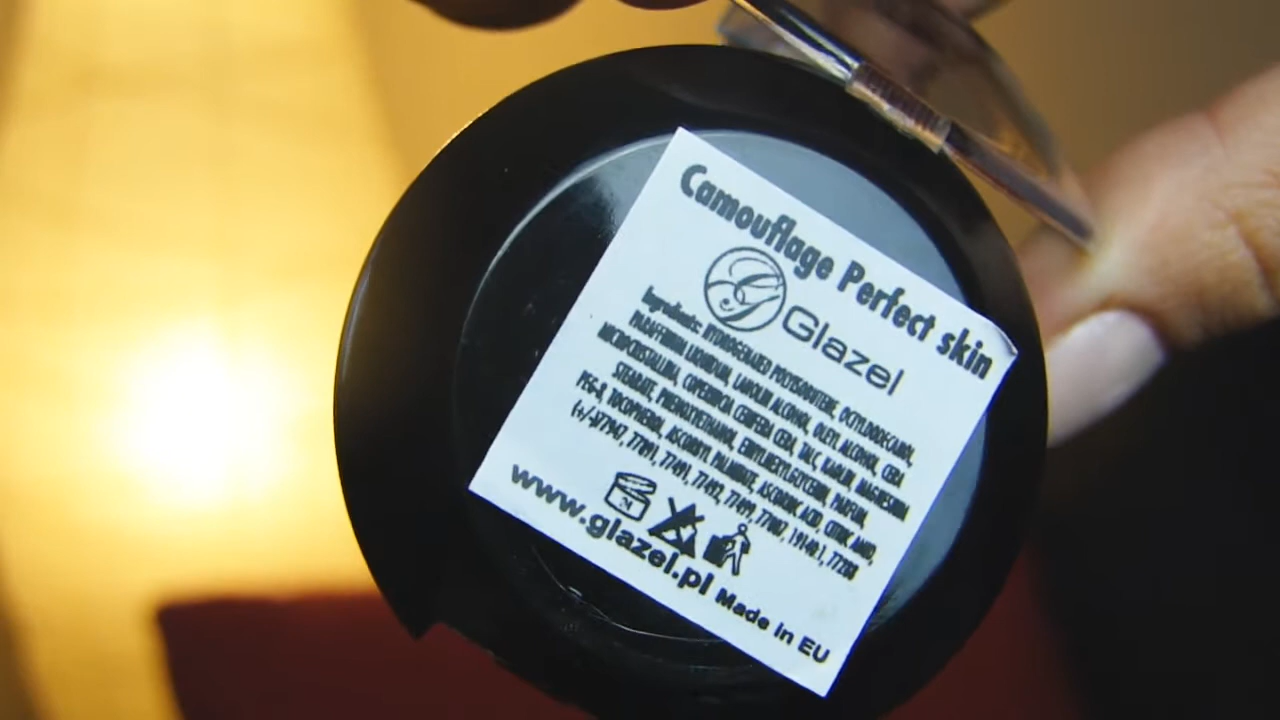 Camouflage Perfect skin
G Glazel
Ingredients: HYDROGENATED POLYISOBUTENE, OCTYLDODECANOL,
PARAFFINUM LIQUIDUM, LANOLIN ALCOHOL, OLEYL ALCOHOL, CERA
MICROCRISTALLINA, COPERNICIA CERIFERA CERA, TALC, KAOLIN, MAGNESIUM
STEARATE, PHENOXYETHANOL, ETHYLHEXYLGLYCERIN, PARFUM,
PEG-8, TOCOPHEROL, ASCORBYL PALMITATE, ASCORBIC ACID, CITRIC ACID,
(+/-)77947, 77891, 77491, 77492, 77499, 77007, 19140:1, 77288
www.glazel.pl Made in EU